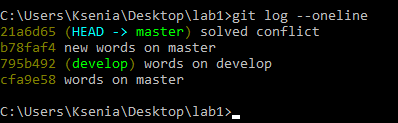 C:\Users\Ksenia\Desktop\lab1>git log --oneline
21a6d65 (HEAD -> master) solved conflict
b78faf4 new words on master
795b492 (develop) words on develop
cfa9e58 words on master
C:\Users\Ksenia\Desktop\lab1>